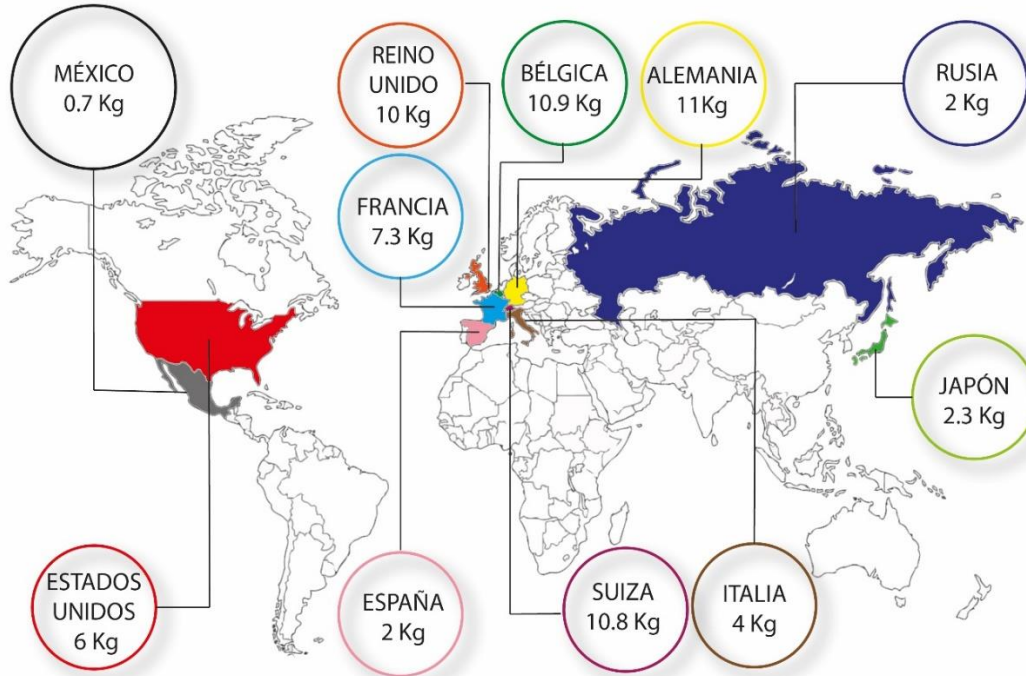 MÉXICO
0.7 Kg
REINO
UNIDO
10 Kg
BÉLGICA
10.9 Kg
ALEMANIA
11Kg
RUSIA
2 Kg
FRANCIA
7.3 Kg
JAPÓN
2.3 Kg
ESTADOS
UNIDOS
6 Kg
ESPAÑA
2 Kg
SUIZA
10.8 Kg
ITALIA
4 Kg